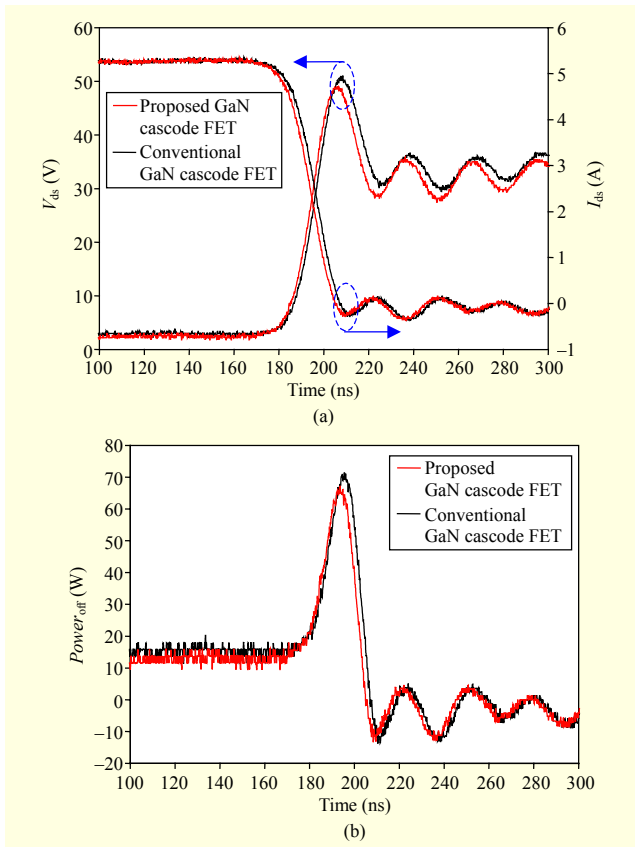 60
50
40
30
20
10
0
V_ds (V)
6
5
4
3
2
1
0
–1
I_ds (A)
Proposed GaN
cascode FET
Conventional
GaN cascode FET
100 120 140 160 180 200 220 240 260 280 300
Time (ns)
(a)
80
70
60
50
40
30
20
10
0
–10
–20
Power_off (W)
Proposed
GaN cascode FET
Conventional
GaN cascode FET
100 120 140 160 180 200 220 240 260 280 300
Time (ns)
(b)